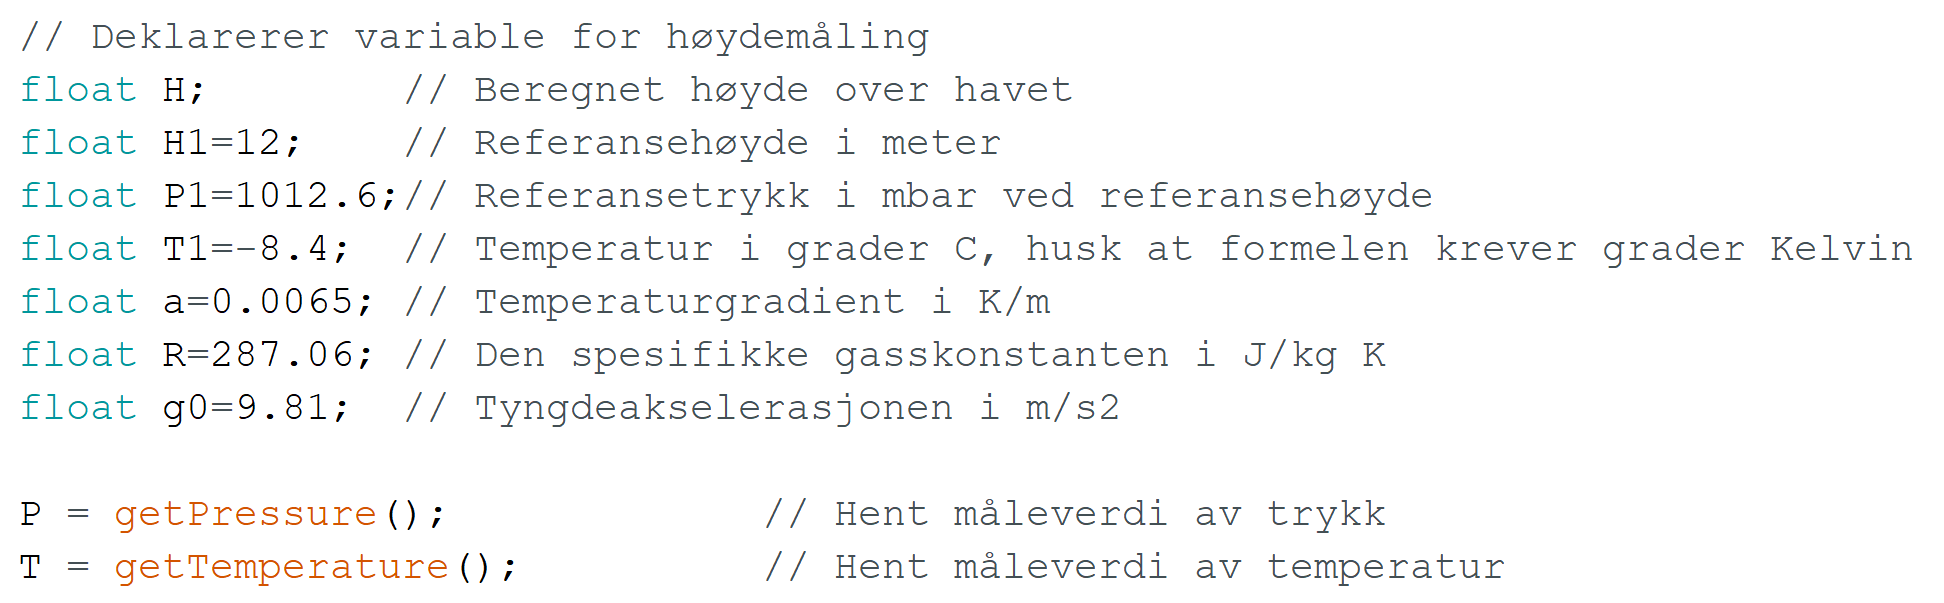 // Deklarerer variable for høydemåling
float H;        // Beregnet høyde over havet
float H1=12;    // Referansehøyde i meter
float P1=1012.6;// Referansetrykk i mbar ved referansehøyde
float T1=-8.4;  // Temperatur i grader C, husk at formelen krever grader Kelvin
float a=0.0065; // Temperaturgradient i K/m
float R=287.06; // Den spesifikke gasskonstanten i J/kg K
float g0=9.81;  // Tyngdeakselerasjonen i m/s2
P = getPressure();             // Hent måleverdi av trykk
T = getTemperature();          // Hent måleverdi av temperatur